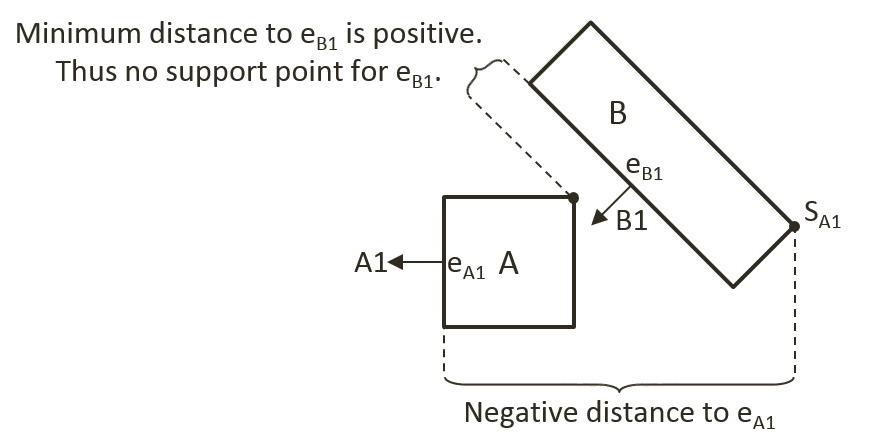 Minimum distance to eB1 is positive.
Thus no support point for eB1.
B
eB1
B1
SA1
A1
eA1
A
Negative distance to eA1